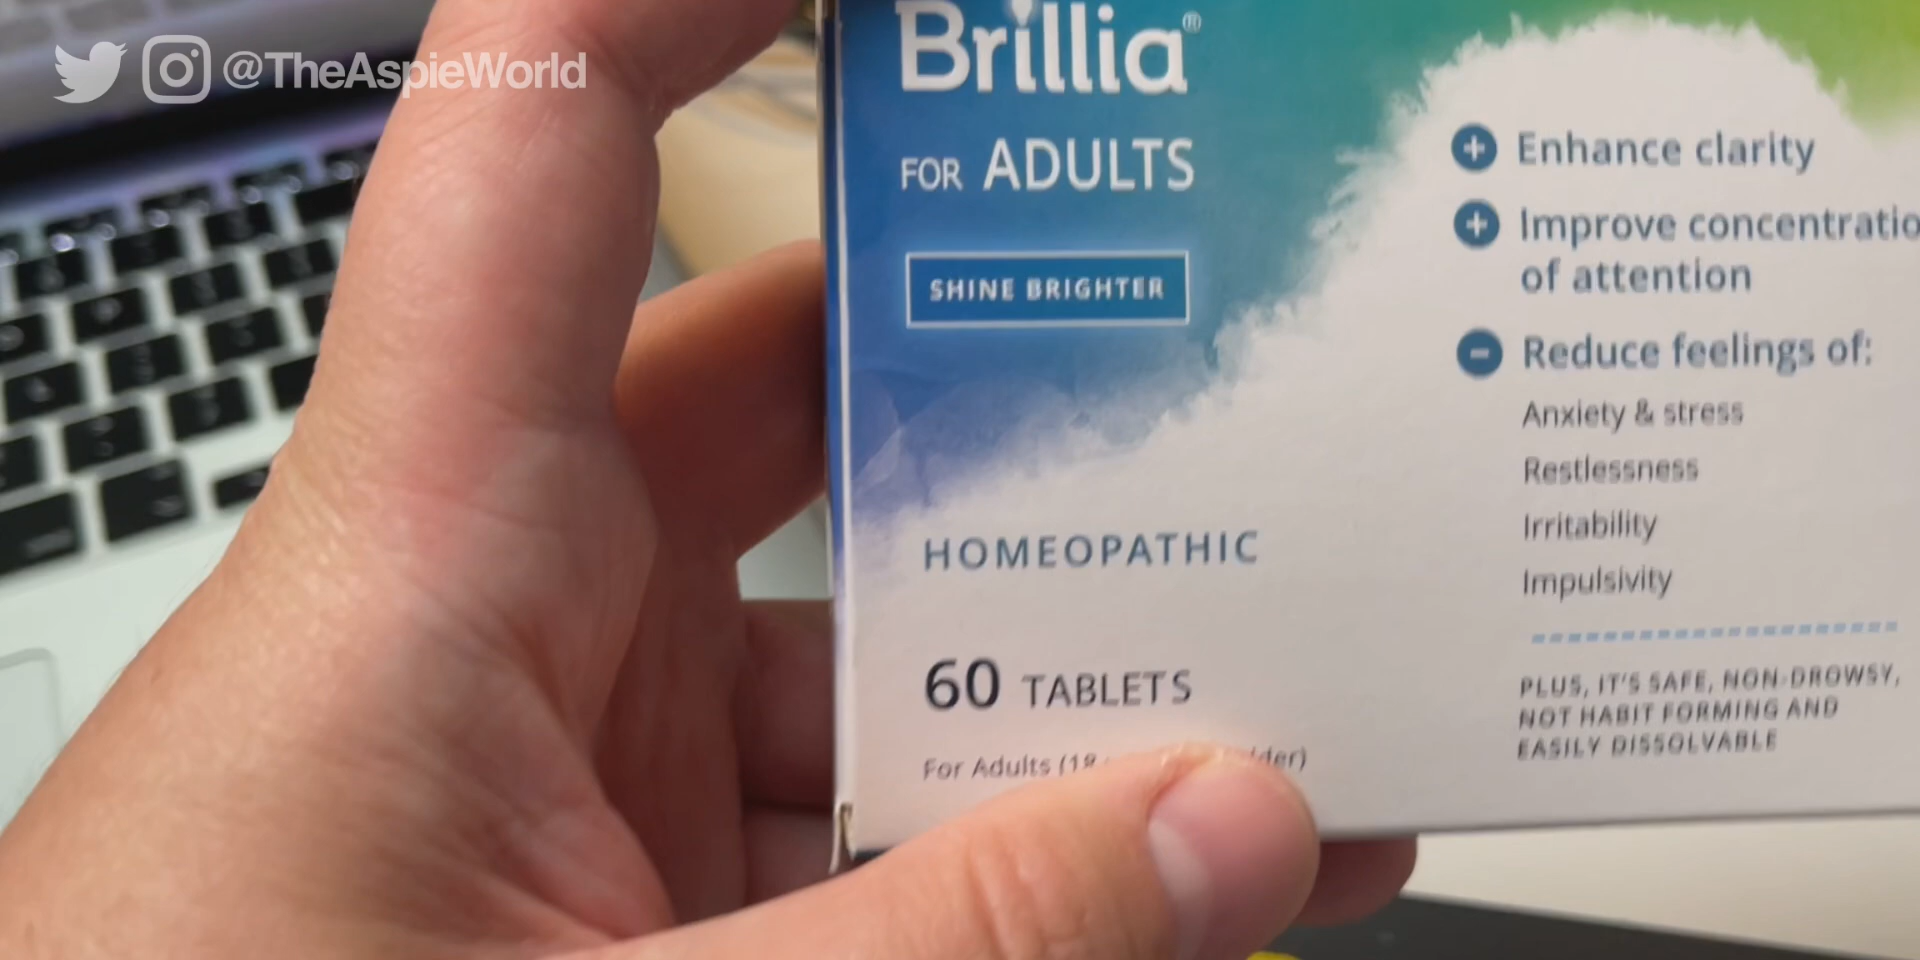 @TheAspieWorld
Brillia®
FOR ADULTS
SHINE BRIGHTER
HOMEOPATHIC
60 TABLETS
For Adults (18
Enhance clarity
Improve concentratio
of attention
Reduce feelings of:
Anxiety & stress
Restlessness
Irritability
Impulsivity
PLUS, IT'S SAFE, NON-DROWSY,
NOT HABIT FORMING AND
EASILY DISSOLVABLE